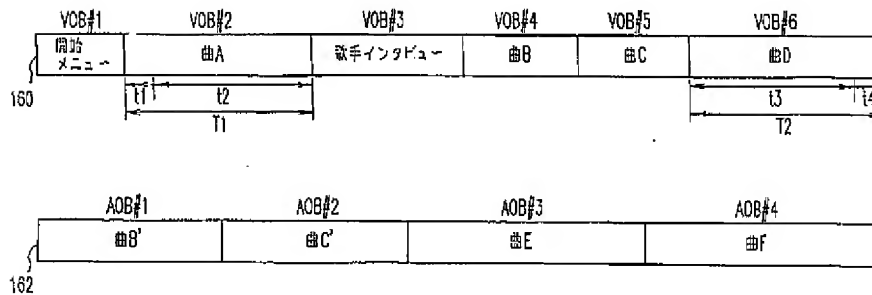 VOB#1 VOB#2 VOB#3 VOB#4 VOB#5 VOB#6
開始
メニュー 曲A 歌手インタビュー 曲B 曲C 曲D
160 t1 t2 t3 t4
T1 T2
AOB#1 AOB#2 AOB#3 AOB#4
曲B' 曲C' 曲E 曲F
162